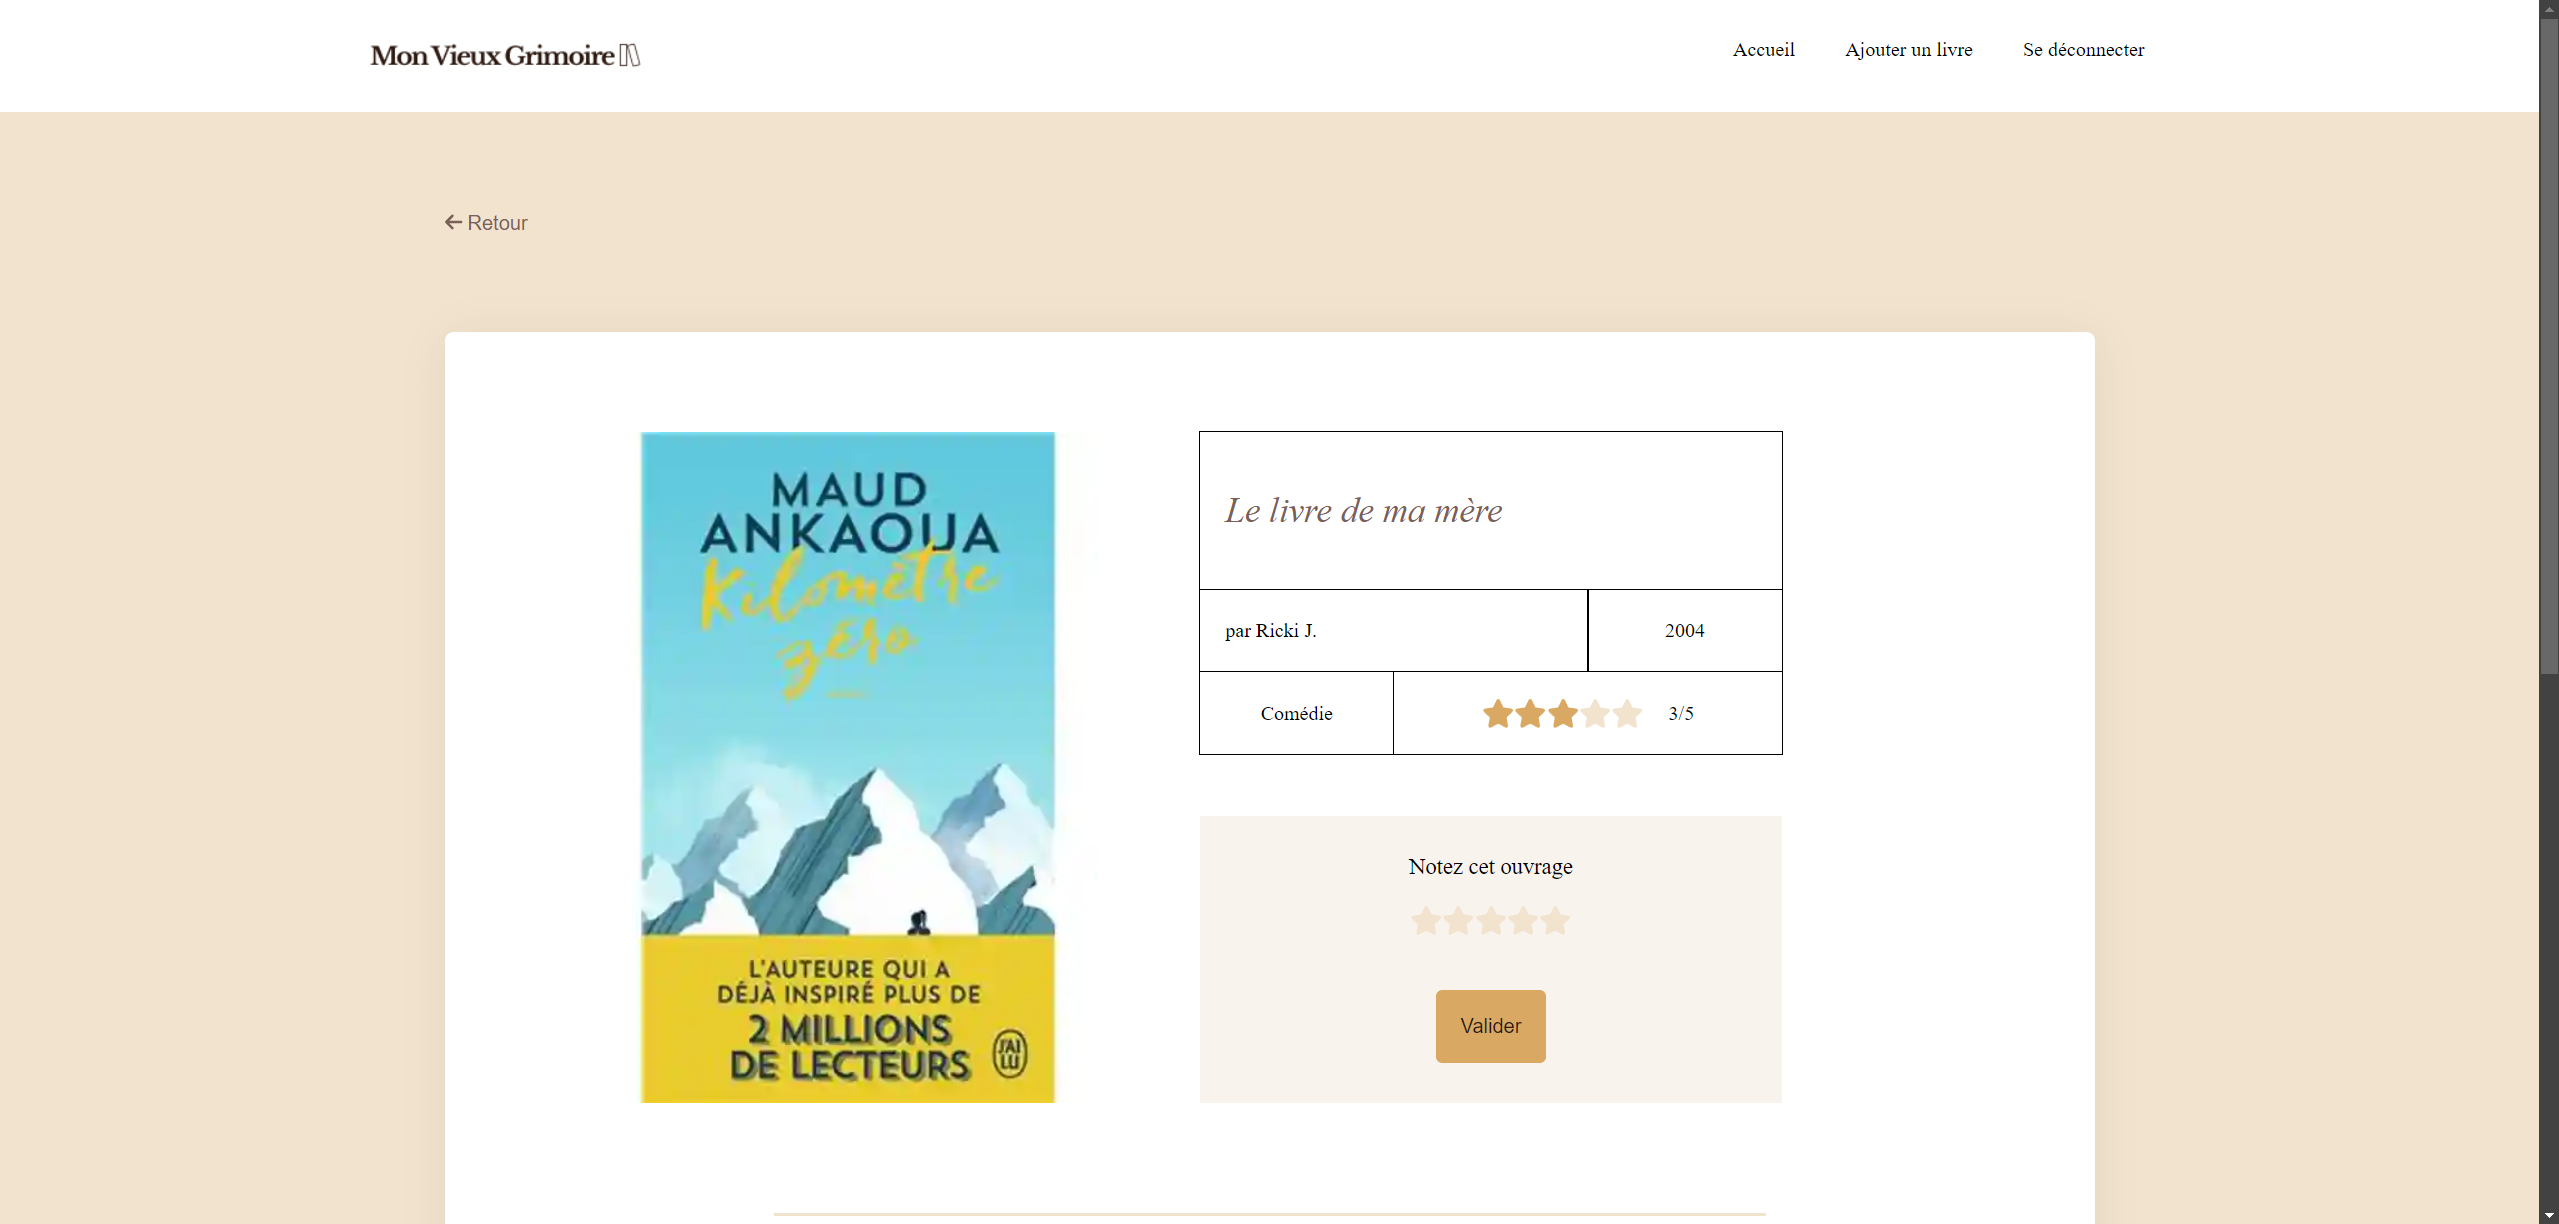 Mon Vieux Grimoire
Accueil
Ajouter un livre
Se déconnecter
Retour
MAUD
ANKAOUA
Kilomètre
zéro
L'AUTEURE QUI A
DÉJÀ INSPIRÉ PLUS DE
2 MILLIONS
DE LECTEURS
J'AI
LU
Le livre de ma mère
par Ricki J.
2004
Comédie
3/5
Notez cet ouvrage
Valider